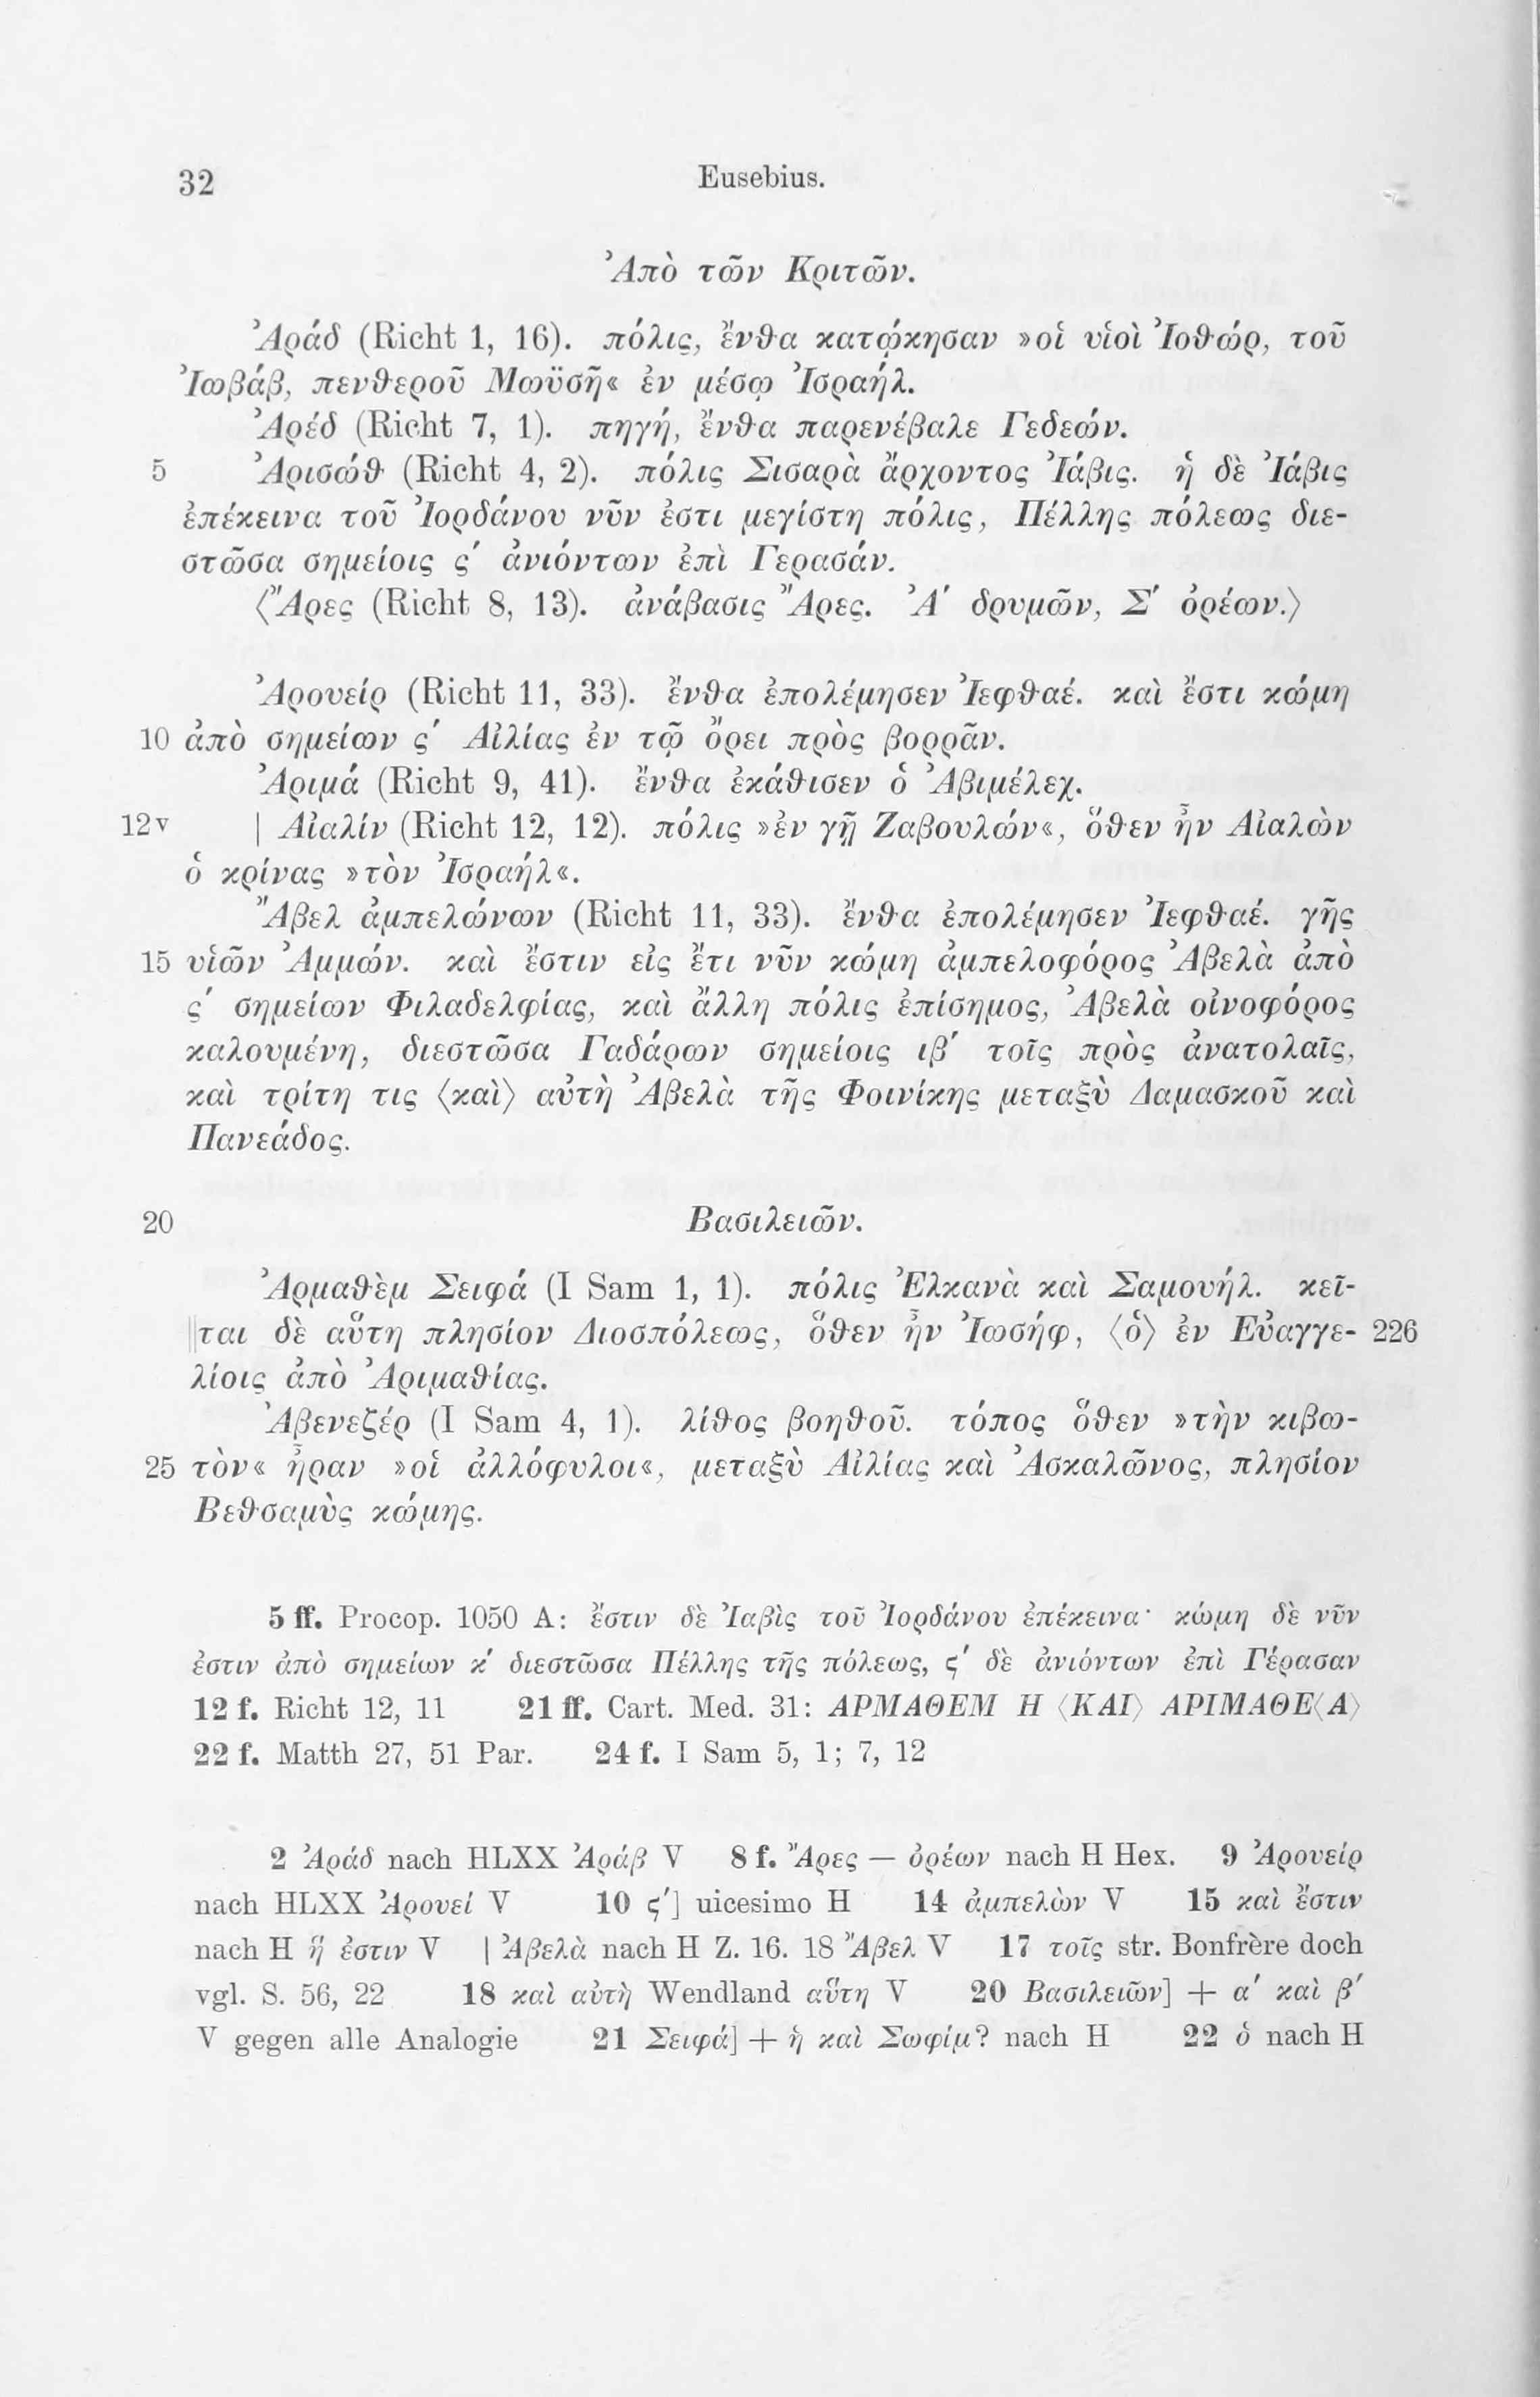 32 Eusebius.
Ἀπὸ τῶν Κριτῶν.
Ἀράδ (Richt 1, 16). πόλις, ἔνθα κατῴκησαν »οἱ υἱοὶ Ἰοθώρ, τοῦ
Ἰωβάβ, πενθεροῦ Μωϋσῆ« ἐν μέσῳ Ἰσραήλ.
Ἀρέδ (Richt 7, 1). πηγή, ἔνθα παρενέβαλε Γεδεών.
5 Ἀρισώθ (Richt 4, 2). πόλις Σισαρὰ ἄρχοντος Ἰάβις. ἡ δὲ Ἰάβις
ἐπέκεινα τοῦ Ἰορδάνου νῦν ἐστι μεγίστη πόλις, Πέλλης πόλεως διε-
στῶσα σημείοις ς´ ἀνιόντων ἐπὶ Γερασάν.
⟨Ἄρες (Richt 8, 13). ἀνάβασις Ἄρες. Ἀ´ δρυμῶν, Σ´ ὀρέων.⟩
Ἀρουείρ (Richt 11, 33). ἔνθα ἐπολέμησεν Ἰεφθαέ. καὶ ἔστι κώμη
10 ἀπὸ σημείων ς´ Αἰλίας ἐν τῷ ὄρει πρὸς βορρᾶν.
Ἀριμά (Richt 9, 41). ἔνθα ἐκάθισεν ὁ Ἀβιμέλεχ.
12v | Αἰαλίν (Richt 12, 12). πόλις »ἐν γῇ Ζαβουλών«, ὅθεν ἦν Αἰαλὼν
ὁ κρίνας »τὸν Ἰσραήλ«.
Ἄβελ ἀμπελώνων (Richt 11, 33). ἔνθα ἐπολέμησεν Ἰεφθαέ. γῆς
15 υἱῶν Ἀμμών. καὶ ἔστιν εἰς ἔτι νῦν κώμη ἀμπελοφόρος Ἀβελὰ ἀπὸ
ς´ σημείων Φιλαδελφίας, καὶ ἄλλη πόλις ἐπίσημος, Ἀβελὰ οἰνοφόρος
καλουμένη, διεστῶσα Γαδάρων σημείοις ιβ´ τοῖς πρὸς ἀνατολαῖς,
καὶ τρίτη τις ⟨καὶ⟩ αὐτὴ Ἀβελὰ τῆς Φοινίκης μεταξὺ Δαμασκοῦ καὶ
Πανεάδος.
20 Βασιλειῶν.
Ἀρμαθὲμ Σειφά (I Sam 1, 1). πόλις Ἑλκανὰ καὶ Σαμουήλ. κεῖ-
||ται δὲ αὕτη πλησίον Διοσπόλεως, ὅθεν ἦν Ἰωσήφ, ⟨ὁ⟩ ἐν Εὐαγγε- 226
λίοις ἀπὸ Ἀριμαθίας.
Ἀβενεζέρ (I Sam 4, 1). λίθος βοηθοῦ. τόπος ὅθεν »τὴν κιβω-
25 τὸν« ἦραν »οἱ ἀλλόφυλοι«, μεταξὺ Αἰλίας καὶ Ἀσκαλῶνος, πλησίον
Βεθσαμὺς κώμης.
5 ff. Procop. 1050 A: ἔστιν δὲ Ἰαβὶς τοῦ Ἰορδάνου ἐπέκεινα· κώμη δὲ νῦν
ἐστιν ἀπὸ σημείων κ´ διεστῶσα Πέλλης τῆς πόλεως, ς´ δὲ ἀνιόντων ἐπὶ Γέρασαν
12 f. Richt 12, 11 21 ff. Cart. Med. 31: ΑΡΜΑΘΕΜ Η ⟨ΚΑΙ⟩ ΑΡΙΜΑΘΕ⟨Α⟩
22 f. Matth 27, 51 Par. 24 f. I Sam 5, 1; 7, 12
2 Ἀράδ nach HLXX Ἀράβ V 8 f. Ἄρες — ὀρέων nach H Hex. 9 Ἀρουείρ
nach HLXX Ἀρουεί V 10 ς´] uicesimo H 14 ἀμπελὼν V 15 καὶ ἔστιν
nach H ἥ ἐστιν V | Ἀβελὰ nach H Z. 16. 18 Ἄβελ V 17 τοῖς str. Bonfrère doch
vgl. S. 56, 22 18 καὶ αὐτὴ Wendland αὕτη V 20 Βασιλειῶν] + α´ καὶ β´
V gegen alle Analogie 21 Σειφά] + ἡ καὶ Σωφίμ? nach H 22 ὁ nach H